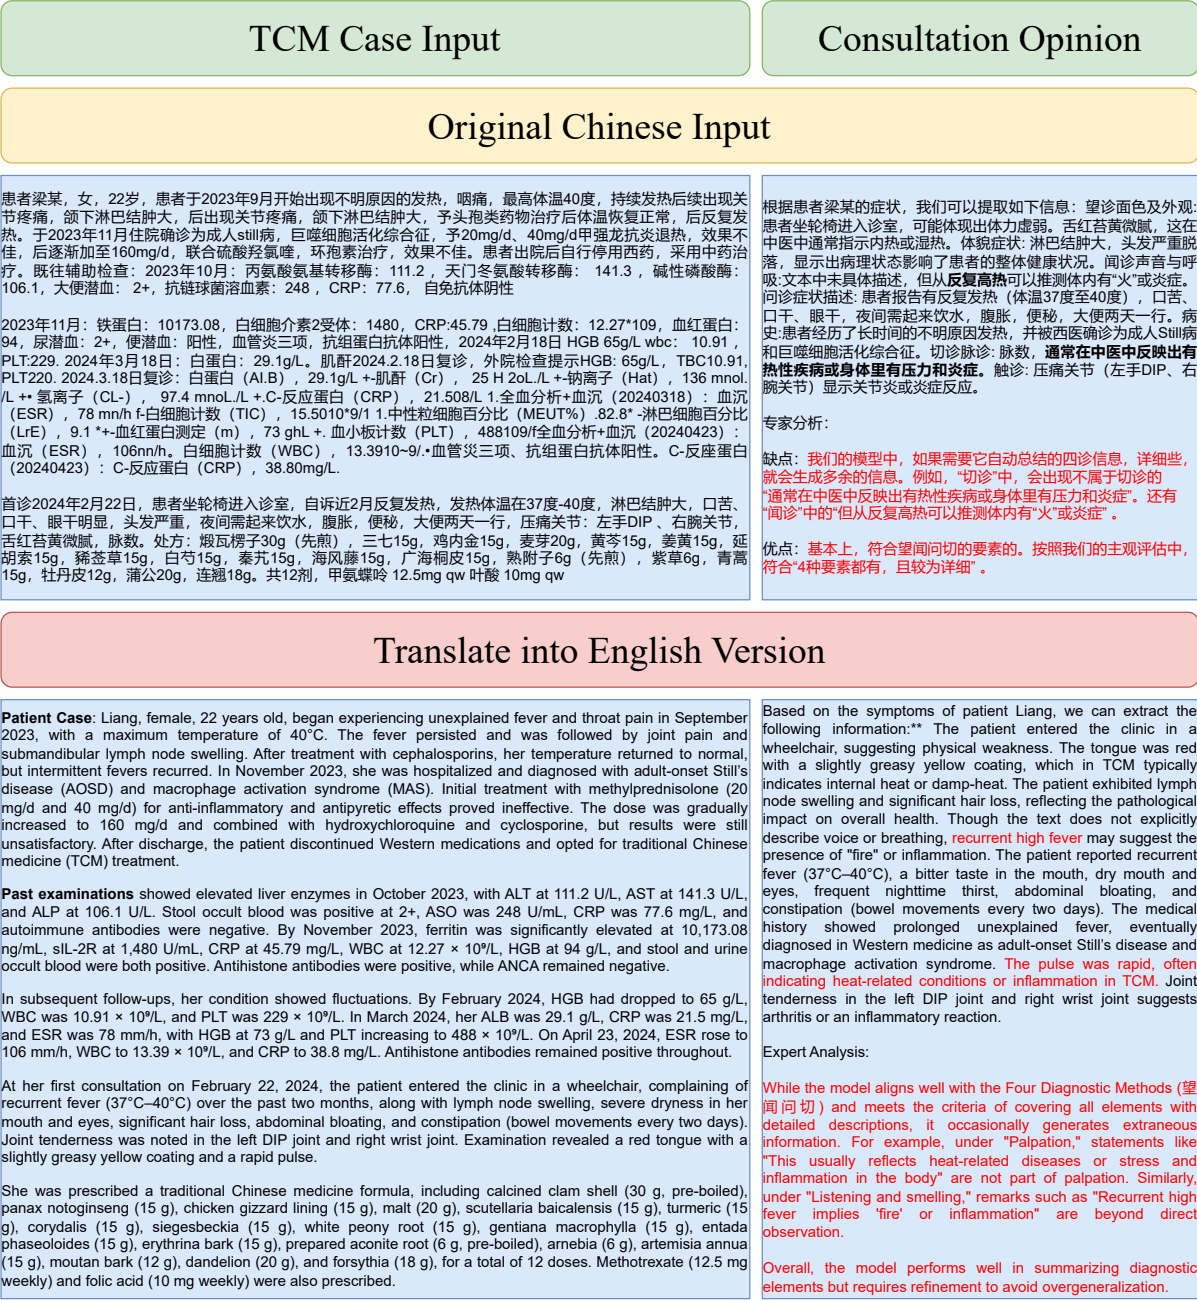 TCM Case Input
Consultation Opinion
Original Chinese Input
患者梁某，女，22岁，患者于2023年9月开始出现不明原因的发热，咽痛，最高体温40度，持续发热后续出现关
节疼痛，颌下淋巴结肿大，后出现关节疼痛，颌下淋巴结肿大，予头孢类药物治疗后体温恢复正常，后反复发
热。于2023年11月住院确诊为成人still病，巨噬细胞活化综合征，予20mg/d、40mg/d甲强龙抗炎退热，效果不
佳，后逐渐加至160mg/d，联合硫酸羟氯喹，环孢素治疗，效果不佳。患者出院后自行停用西药，采用中药治
疗。既往辅助检查：2023年10月：丙氨酸氨基转移酶：111.2 ，天门冬氨酸转移酶： 141.3 ，碱性磷酸酶：
106.1，大便潜血： 2+，抗链球菌溶血素：248 ，CRP：77.6，自免抗体阴性
2023年11月：铁蛋白：10173.08，白细胞介素2受体：1480，CRP:45.79 ,白细胞计数：12.27*109，血红蛋白：
94，尿潜血：2+，便潜血：阳性，血管炎三项，抗组蛋白抗体阳性，2024年2月18日 HGB 65g/L wbc： 10.91 ,
PLT:229. 2024年3月18日：白蛋白：29.1g/L。肌酐2024.2.18日复诊，外院检查提示HGB: 65g/L，TBC10.91,
PLT220. 2024.3.18日复诊：白蛋白（AI.B），29.1g/L +-肌酐（Cr），25 H 2oL./L +-钠离子（Hat），136 mnol.
/L +• 氢离子（CL-），97.4 mnoL./L +.C-反应蛋白（CRP），21.508/L 1.全血分析+血沉（20240318）：血沉
（ESR），78 mn/h f-白细胞计数（TIC），15.5010*9/1 1.中性粒细胞百分比（MEUT%）.82.8* -淋巴细胞百分比
（LrE），9.1 *+-血红蛋白测定（m），73 ghL +. 血小板计数（PLT），488109/f全血分析+血沉（20240423）：
血沉（ESR），106nn/h。白细胞计数（WBC），13.3910~9/.•血管炎三项、抗组蛋白抗体阳性。C-反座蛋白
（20240423）：C-反应蛋白（CRP），38.80mg/L.
首诊2024年2月22日，患者坐轮椅进入诊室，自诉近2月反复发热，发热体温在37度-40度，淋巴结肿大，口苦、
口干、眼干明显，头发严重，夜间需起来饮水，腹胀，便秘，大便两天一行，压痛关节：左手DIP 、右腕关节，
舌红苔黄微腻，脉数。处方：煅瓦楞子30g（先煎），三七15g，鸡内金15g，麦芽20g，黄芩15g，姜黄15g，延
胡索15g，豨莶草15g，白芍15g，秦艽15g，海风藤15g，广海桐皮15g，熟附子6g（先煎），紫草6g，青蒿
15g，牡丹皮12g，蒲公20g，连翘18g。共12剂，甲氨蝶呤 12.5mg qw 叶酸 10mg qw
根据患者梁某的症状，我们可以提取如下信息：望诊面色及外观:
患者坐轮椅进入诊室，可能体现出体力虚弱。舌红苔黄微腻，这在
中医中通常指示内热或湿热。体貌症状: 淋巴结肿大，头发严重脱
落，显示出病理状态影响了患者的整体健康状况。闻诊声音与呼
吸:文本中未具体描述，但从反复高热可以推测体内有“火”或炎症。
问诊症状描述: 患者报告有反复发热（体温37度至40度），口苦、
口干、眼干，夜间需起来饮水，腹胀，便秘，大便两天一行。病
史:患者经历了长时间的不明原因发热，并被西医确诊为成人Still病
和巨噬细胞活化综合征。切诊脉诊: 脉数，通常在中医中反映出有
热性疾病或身体里有压力和炎症。触诊: 压痛关节（左手DIP、右
腕关节）显示关节炎或炎症反应。
专家分析：
缺点：我们的模型中，如果需要它自动总结的四诊信息，详细些，
就会生成多余的信息。例如，“切诊”中，会出现不属于切诊的
“通常在中医中反映出有热性疾病或身体里有压力和炎症”。还有
“闻诊”中的“但从反复高热可以推测体内有“火”或炎症” 。
优点：基本上，符合望闻问切的要素的。按照我们的主观评估中，
符合“4种要素都有，且较为详细” 。
Translate into English Version
Patient Case: Liang, female, 22 years old, began experiencing unexplained fever and throat pain in September
2023, with a maximum temperature of 40°C. The fever persisted and was followed by joint pain and
submandibular lymph node swelling. After treatment with cephalosporins, her temperature returned to normal,
but intermittent fevers recurred. In November 2023, she was hospitalized and diagnosed with adult-onset Still's
disease (AOSD) and macrophage activation syndrome (MAS). Initial treatment with methylprednisolone (20
mg/d and 40 mg/d) for anti-inflammatory and antipyretic effects proved ineffective. The dose was gradually
increased to 160 mg/d and combined with hydroxychloroquine and cyclosporine, but results were still
unsatisfactory. After discharge, the patient discontinued Western medications and opted for traditional Chinese
medicine (TCM) treatment.
Past examinations showed elevated liver enzymes in October 2023, with ALT at 111.2 U/L, AST at 141.3 U/L,
and ALP at 106.1 U/L. Stool occult blood was positive at 2+, ASO was 248 U/mL, CRP was 77.6 mg/L, and
autoimmune antibodies were negative. By November 2023, ferritin was significantly elevated at 10,173.08
ng/mL, sIL-2R at 1,480 U/mL, CRP at 45.79 mg/L, WBC at 12.27 × 10⁹/L, HGB at 94 g/L, and stool and urine
occult blood were both positive. Antihistone antibodies were positive, while ANCA remained negative.
In subsequent follow-ups, her condition showed fluctuations. By February 2024, HGB had dropped to 65 g/L,
WBC was 10.91 × 10⁹/L, and PLT was 229 × 10⁹/L. In March 2024, her ALB was 29.1 g/L, CRP was 21.5 mg/L,
and ESR was 78 mm/h, with HGB at 73 g/L and PLT increasing to 488 × 10⁹/L. On April 23, 2024, ESR rose to
106 mm/h, WBC to 13.39 × 10⁹/L, and CRP to 38.8 mg/L. Antihistone antibodies remained positive throughout.
At her first consultation on February 22, 2024, the patient entered the clinic in a wheelchair, complaining of
recurrent fever (37°C–40°C) over the past two months, along with lymph node swelling, severe dryness in her
mouth and eyes, significant hair loss, abdominal bloating, and constipation (bowel movements every two days).
Joint tenderness was noted in the left DIP joint and right wrist joint. Examination revealed a red tongue with a
slightly greasy yellow coating and a rapid pulse.
She was prescribed a traditional Chinese medicine formula, including calcined clam shell (30 g, pre-boiled),
panax notoginseng (15 g), chicken gizzard lining (15 g), malt (20 g), scutellaria baicalensis (15 g), turmeric (15
g), corydalis (15 g), siegesbeckia (15 g), white peony root (15 g), gentiana macrophylla (15 g), entada
phaseoloides (15 g), erythrina bark (15 g), prepared aconite root (6 g, pre-boiled), arnebia (6 g), artemisia annua
(15 g), moutan bark (12 g), dandelion (20 g), and forsythia (18 g), for a total of 12 doses. Methotrexate (12.5 mg
weekly) and folic acid (10 mg weekly) were also prescribed.
Based on the symptoms of patient Liang, we can extract the
following information:** The patient entered the clinic in a
wheelchair, suggesting physical weakness. The tongue was red
with a slightly greasy yellow coating, which in TCM typically
indicates internal heat or damp-heat. The patient exhibited lymph
node swelling and significant hair loss, reflecting the pathological
impact on overall health. Though the text does not explicitly
describe voice or breathing, recurrent high fever may suggest the
presence of "fire" or inflammation. The patient reported recurrent
fever (37°C–40°C), a bitter taste in the mouth, dry mouth and
eyes, frequent nighttime thirst, abdominal bloating, and
constipation (bowel movements every two days). The medical
history showed prolonged unexplained fever, eventually
diagnosed in Western medicine as adult-onset Still's disease and
macrophage activation syndrome. The pulse was rapid, often
indicating heat-related conditions or inflammation in TCM. Joint
tenderness in the left DIP joint and right wrist joint suggests
arthritis or an inflammatory reaction.
Expert Analysis:
While the model aligns well with the Four Diagnostic Methods (望
闻问切) and meets the criteria of covering all elements with
detailed descriptions, it occasionally generates extraneous
information. For example, under "Palpation," statements like
"This usually reflects heat-related diseases or stress and
inflammation in the body" are not part of palpation. Similarly,
under "Listening and smelling," remarks such as "Recurrent high
fever implies 'fire' or inflammation" are beyond direct
observation.
Overall, the model performs well in summarizing diagnostic
elements but requires refinement to avoid overgeneralization.